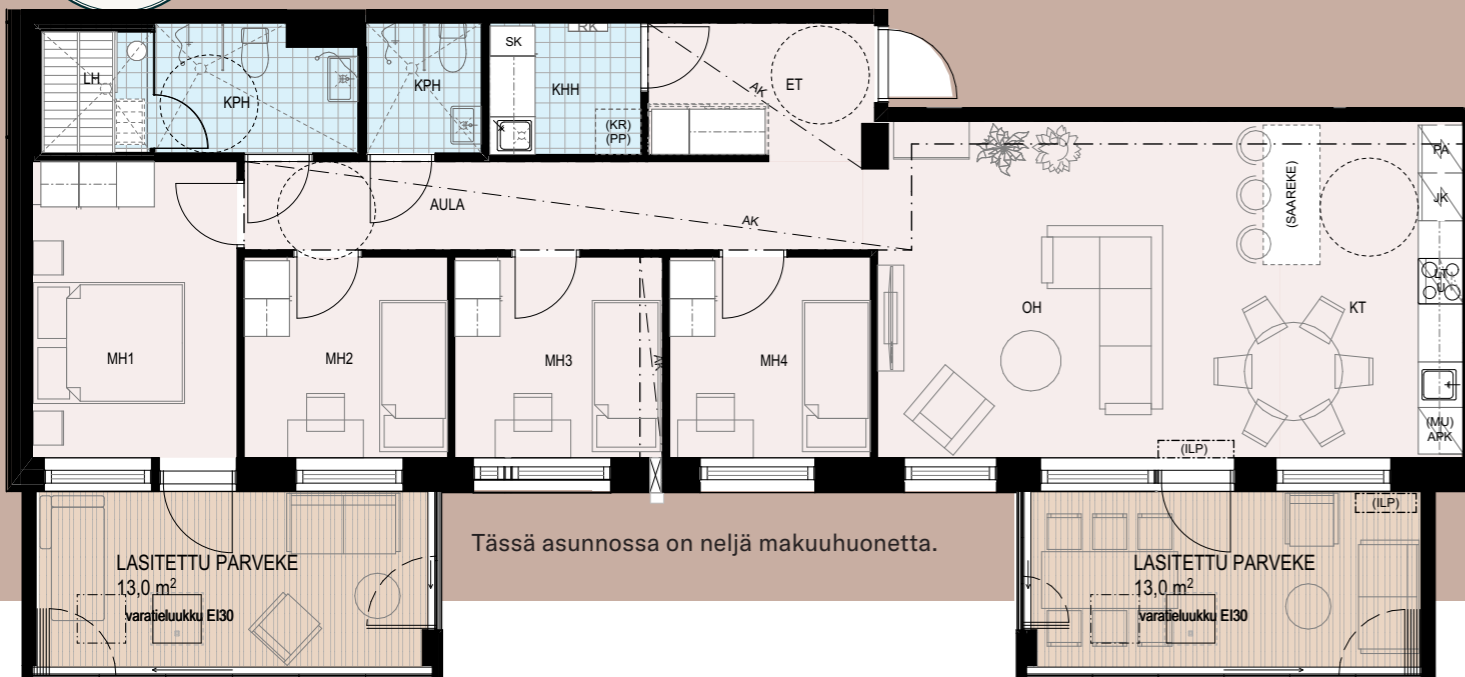 LH
KPH
KPH
SK
RK
KHH
(KR)
(PP)
AK
ET
AULA
AK
(SAAREKE)
PA
JK
LT
U
MH1
MH2
MH3
AK
MH4
OH
KT
(MU)
APK
(ILP)
(ILP)
LASITETTU PARVEKE
13,0 m²
varatieluukku EI30
Tässä asunnossa on neljä makuuhuonetta.
LASITETTU PARVEKE
13,0 m²
varatieluukku EI30